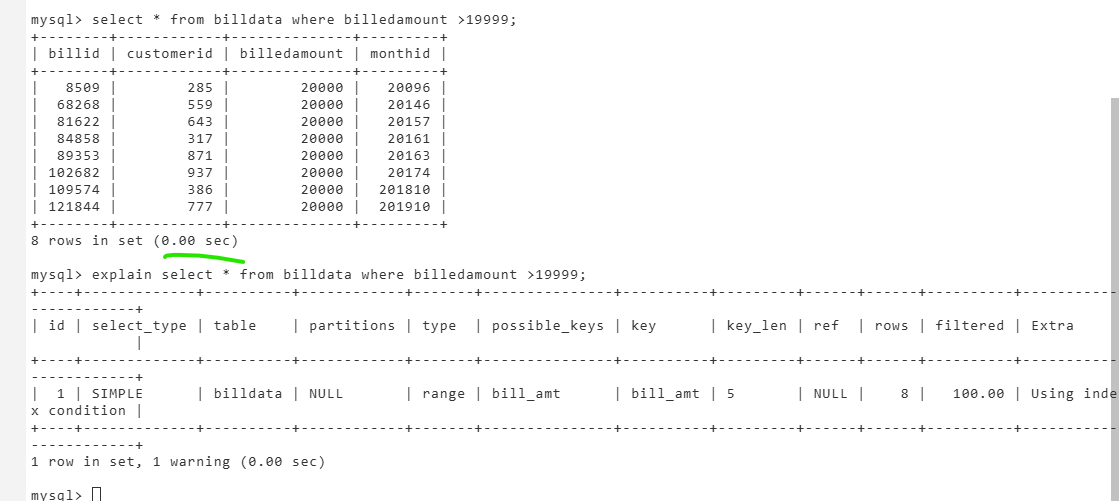 mysql> select * from billdata where billedamount >19999;
+--------+------------+--------------+---------+
| billid | customerid | billedamount | monthid |
+--------+------------+--------------+---------+
|   8509 |        285 |        20000 |   20096 |
|  68268 |        559 |        20000 |   20146 |
|  81622 |        643 |        20000 |   20157 |
|  84858 |        317 |        20000 |   20161 |
|  89353 |        871 |        20000 |   20163 |
| 102682 |        937 |        20000 |   20174 |
| 109574 |        386 |        20000 |  201810 |
| 121844 |        777 |        20000 |  201910 |
+--------+------------+--------------+---------+
8 rows in set (0.00 sec)
mysql> explain select * from billdata where billedamount >19999;
+----+-------------+----------+------------+-------+---------------+----------+---------+------+------+----------+-----------
------------+
| id | select_type | table    | partitions | type  | possible_keys | key      | key_len | ref  | rows | filtered | Extra
            |
+----+-------------+----------+------------+-------+---------------+----------+---------+------+------+----------+-----------
------------+
|  1 | SIMPLE      | billdata | NULL       | range | bill_amt      | bill_amt | 5       | NULL |    8 |   100.00 | Using inde
x condition |
+----+-------------+----------+------------+-------+---------------+----------+---------+------+------+----------+-----------
------------+
1 row in set, 1 warning (0.00 sec)
mysql>